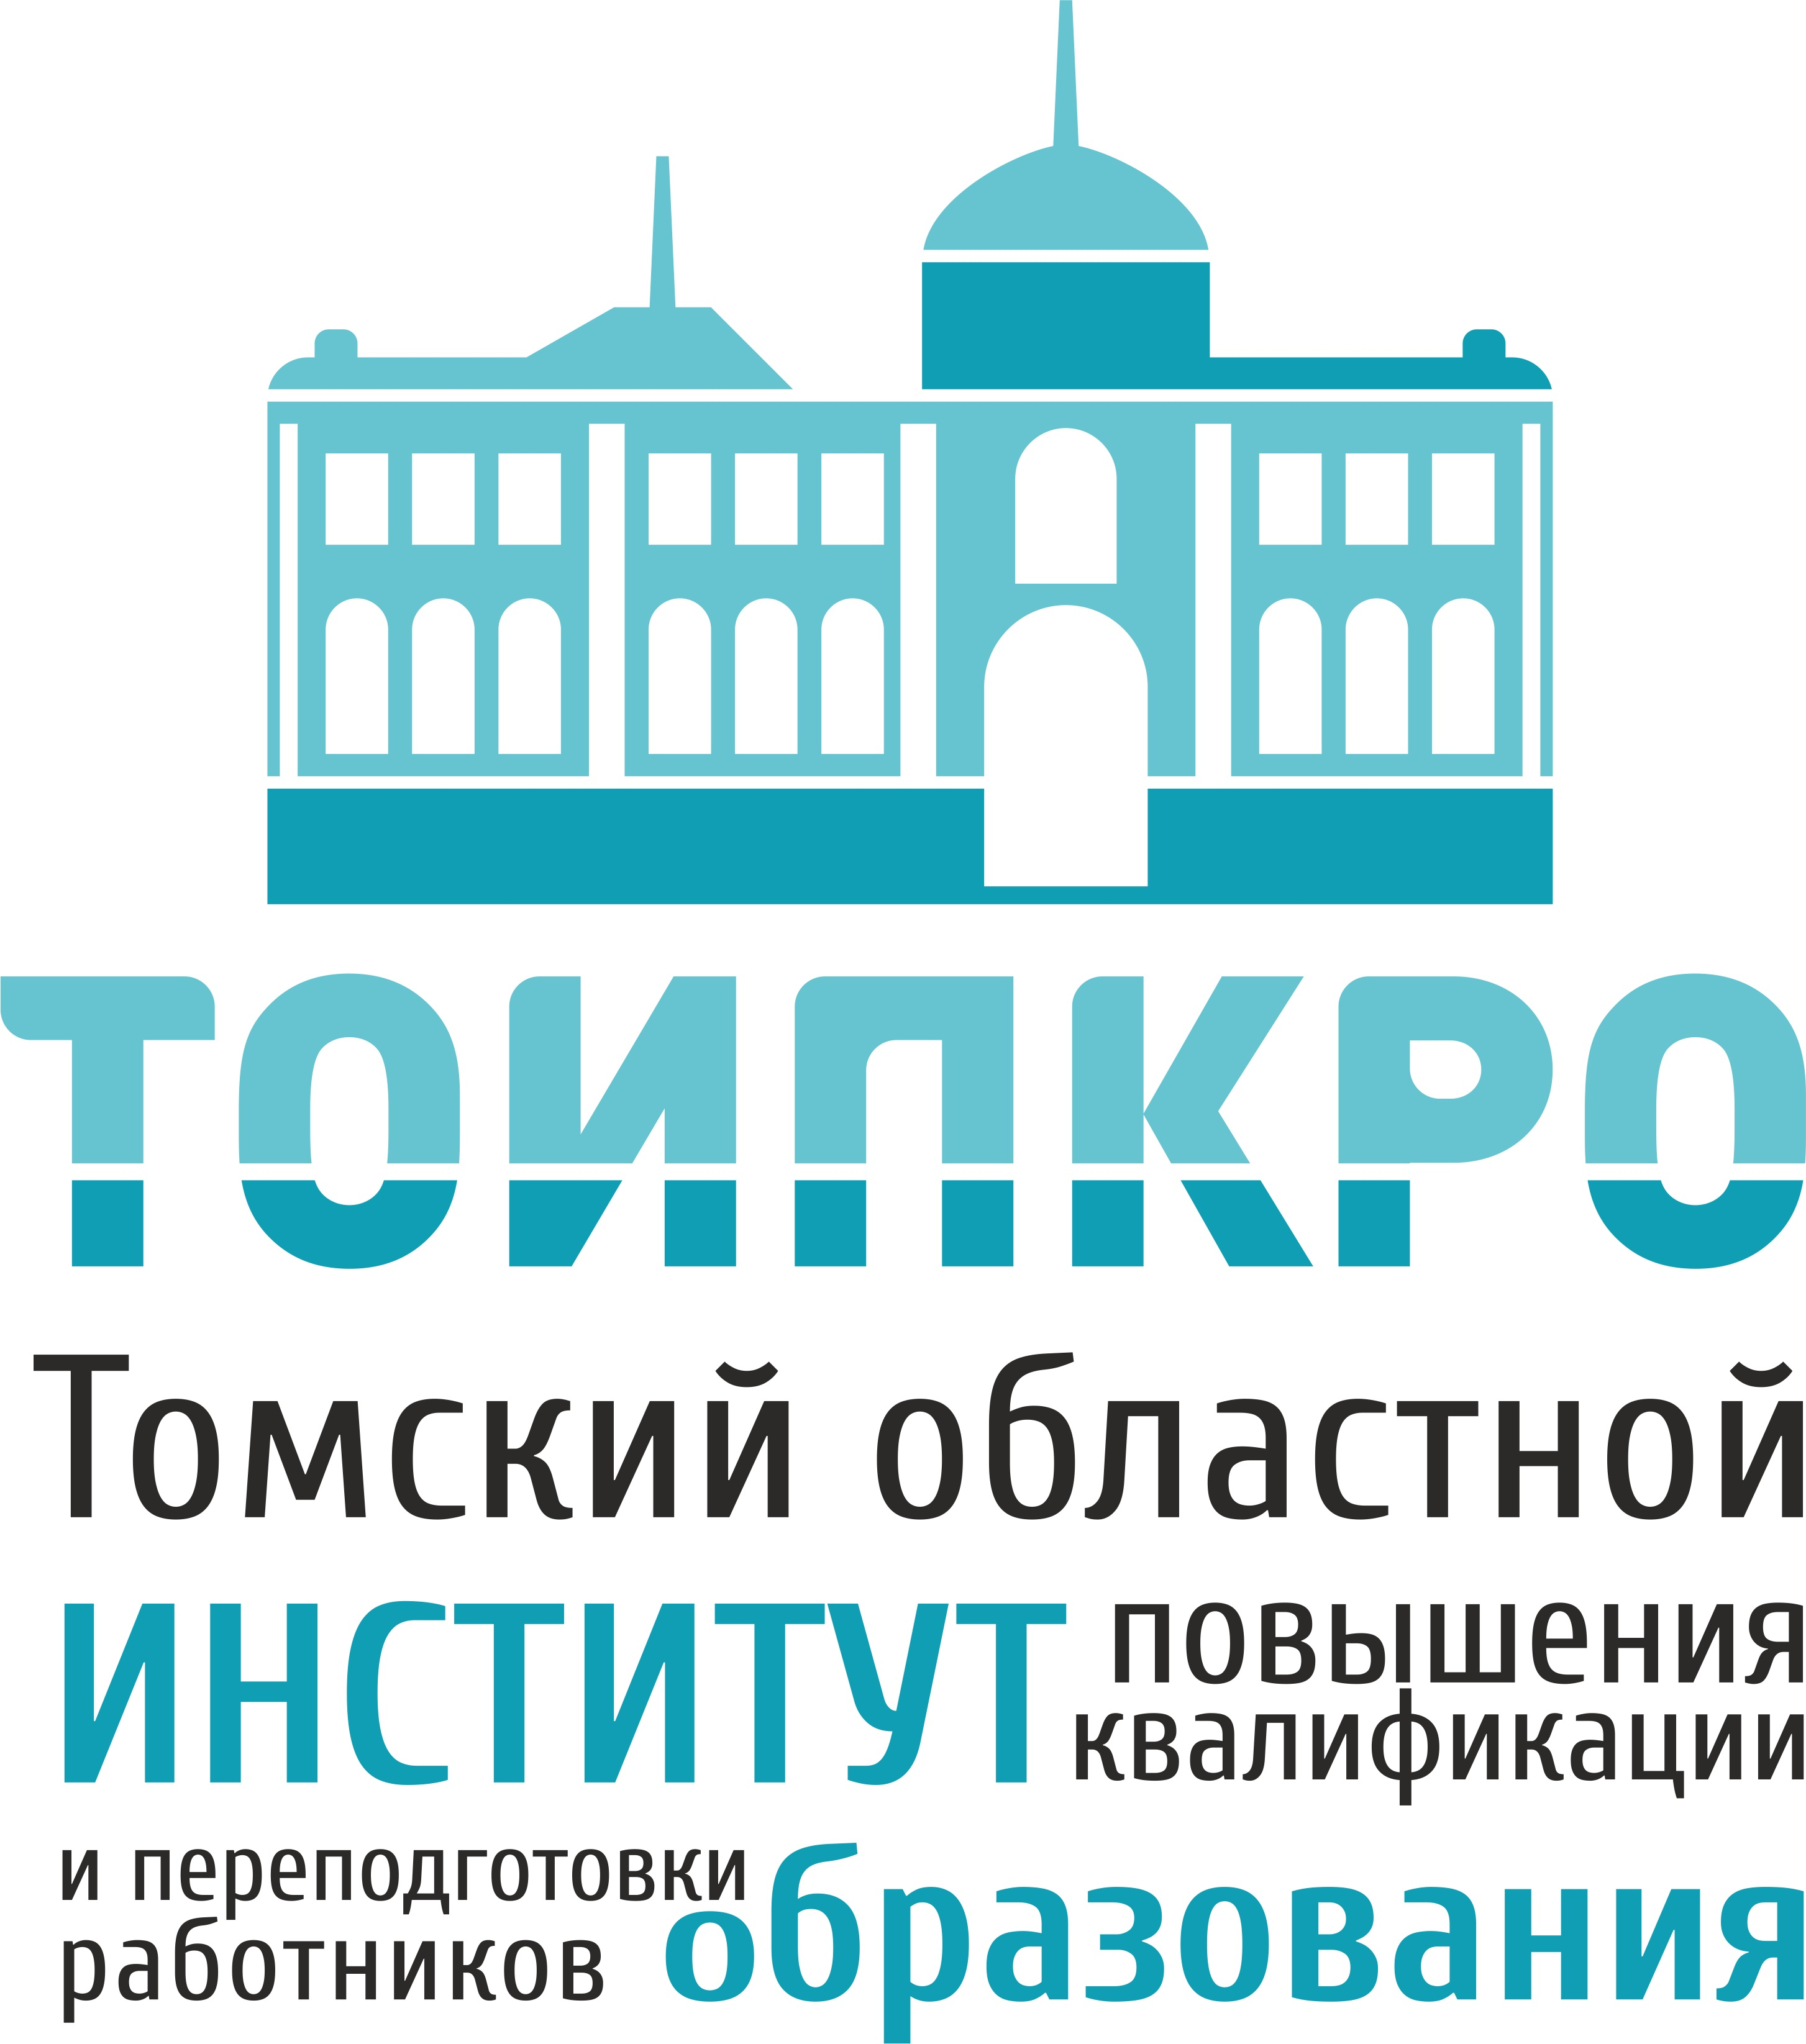 ТОИПКРО
Томский областной
ИНСТИТУТ повышения
квалификации
и переподготовки
работников образования